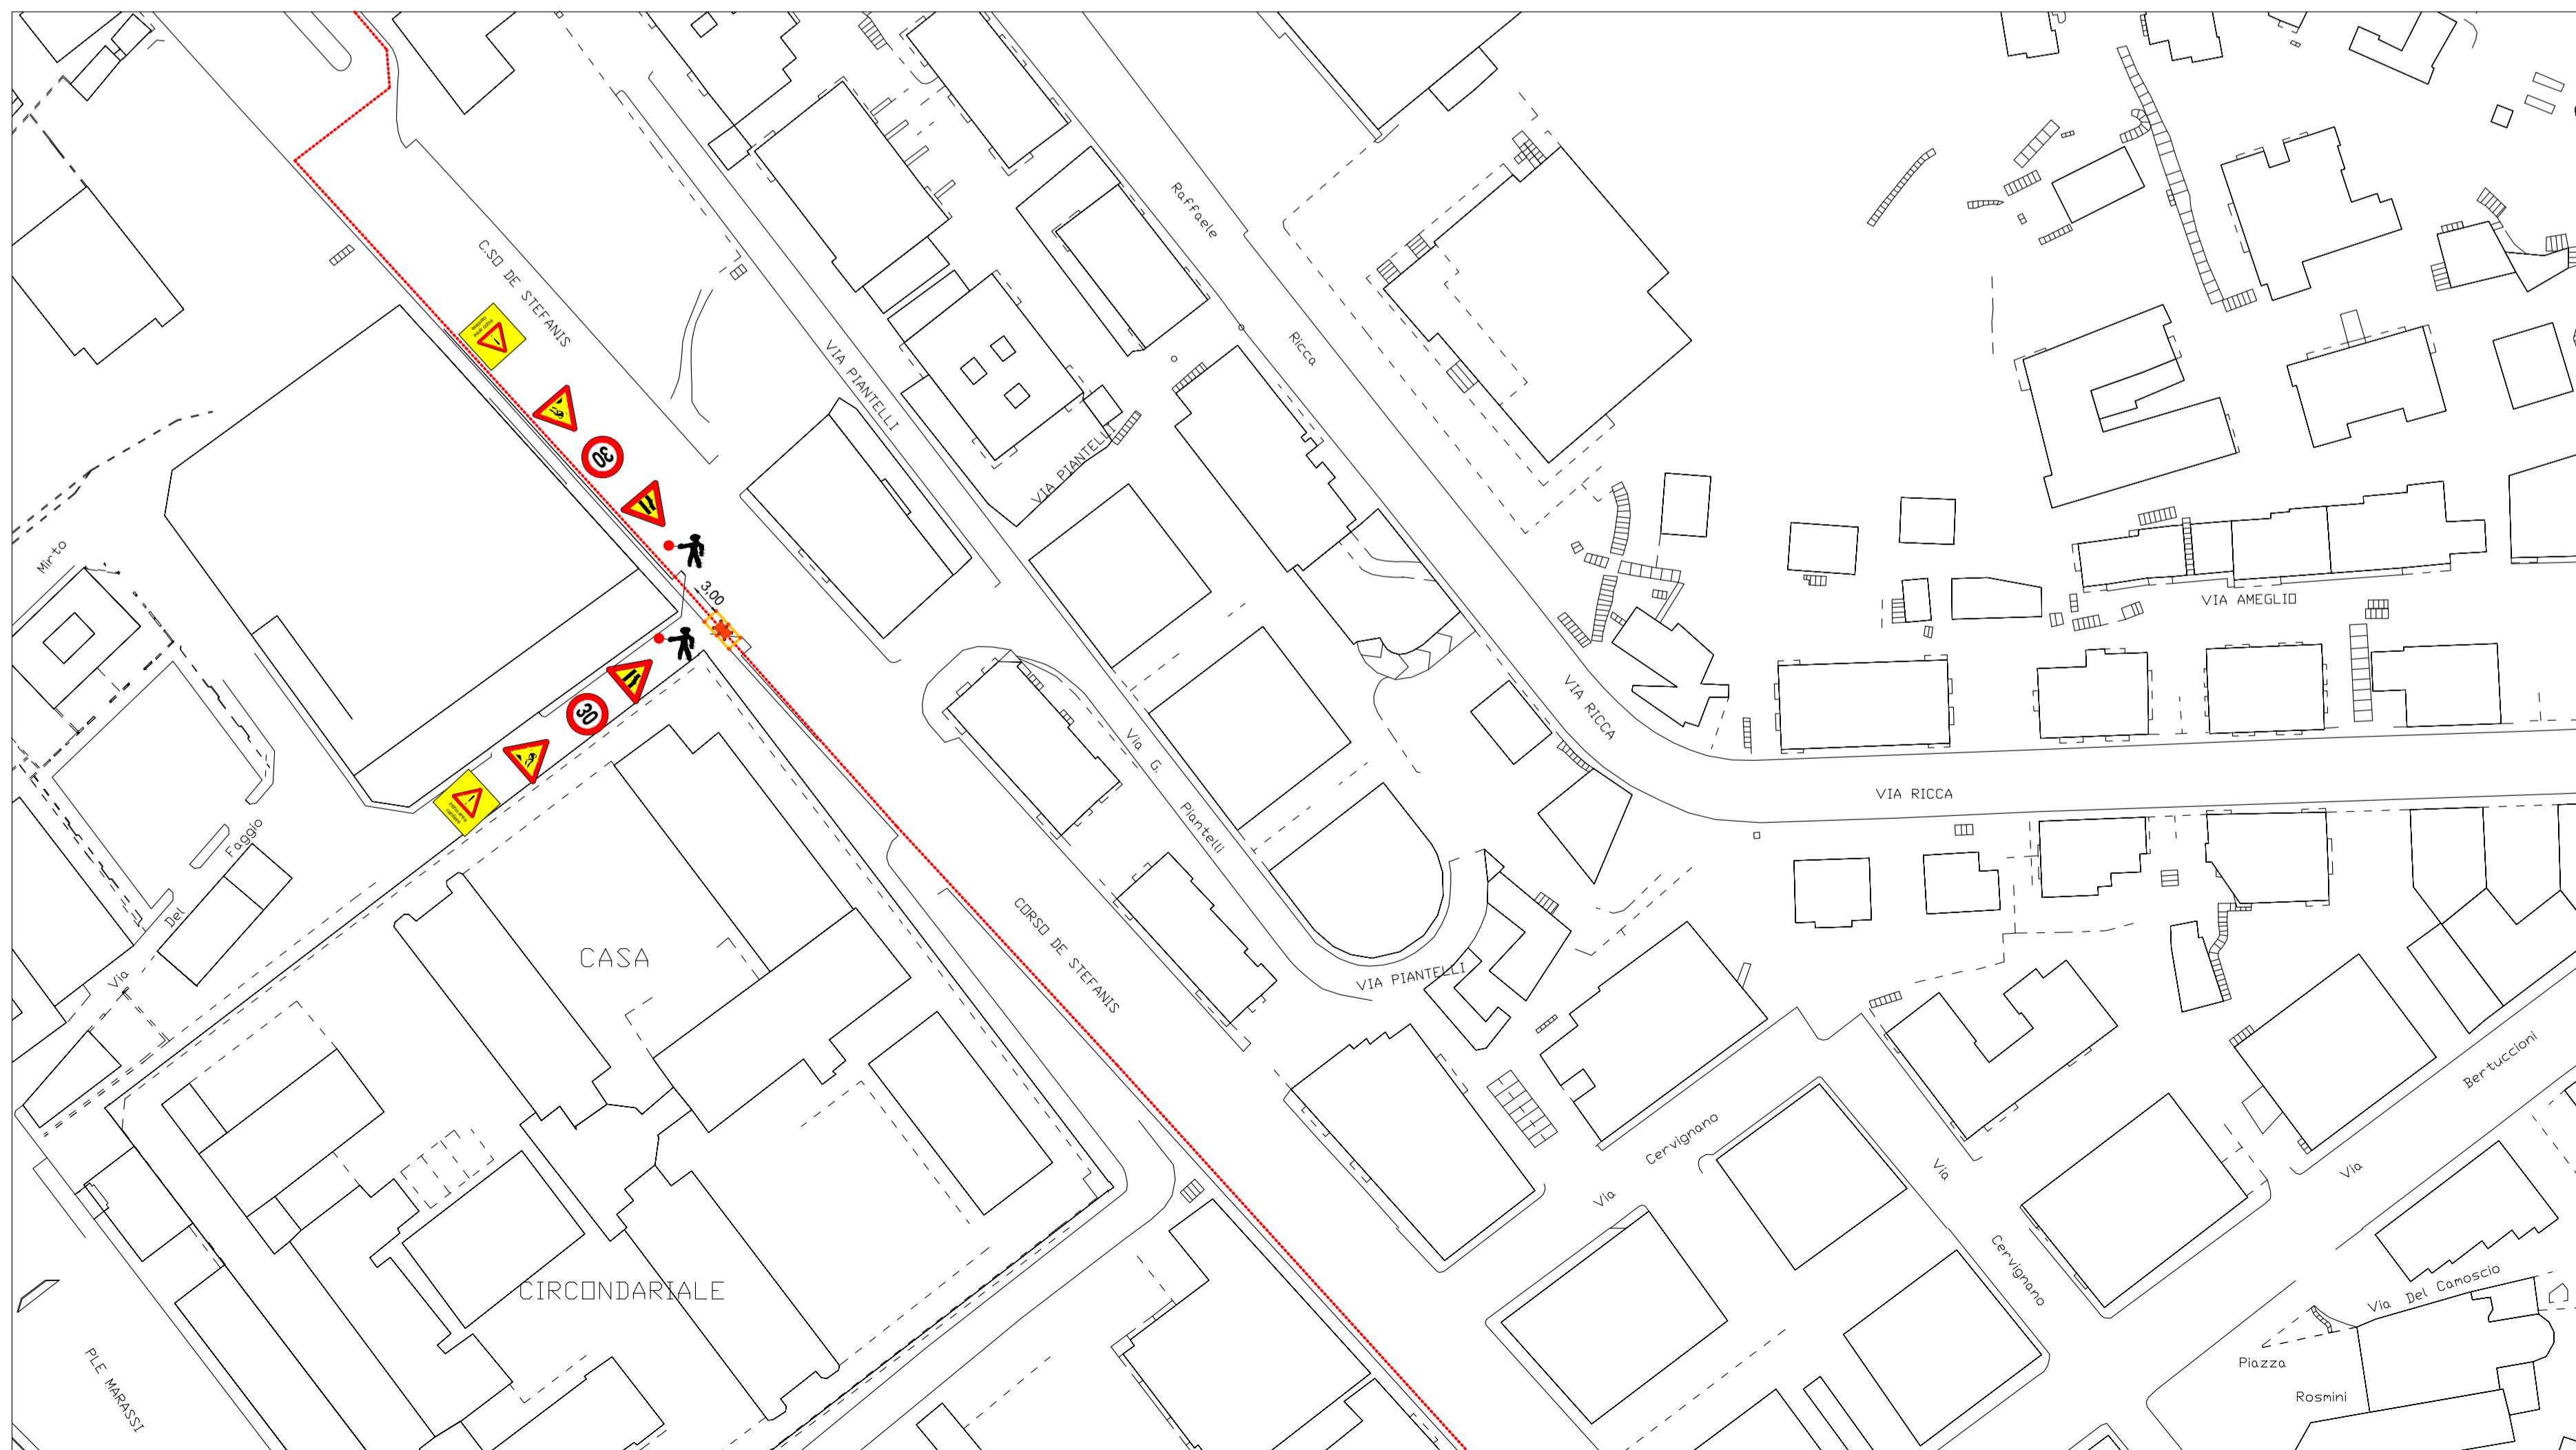 Raffaele
C.SO DE STEFANIS
Ricca
VIA PIANTELLI
30
VIA PIANTELLI
Mirto
3,00
VIA AMEGLIO
30
VIA RICCA
Via G.
Piantelli
VIA RICCA
Via Del Faggio
CASA
CORSO DE STEFANIS
VIA PIANTELLI
Bertuccioni
Via
Cervignano
Via
Via
Cervignano
CIRCONDARIALE
Via Del Camoscio
PLE MARASSI
Piazza
Rosmini